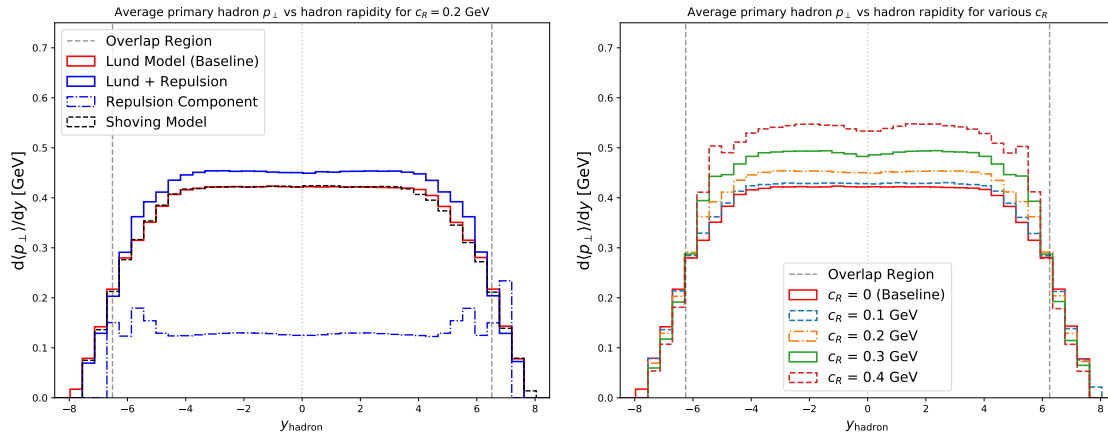 Average primary hadron p⊥ vs hadron rapidity for c_R = 0.2 GeV
0.7
0.6
0.5
0.4
0.3
0.2
0.1
0.0
d⟨p⊥⟩/dy [GeV]
Overlap Region
Lund Model (Baseline)
Lund + Repulsion
Repulsion Component
Shoving Model
−8 −6 −4 −2 0 2 4 6 8
y_hadron
Average primary hadron p⊥ vs hadron rapidity for various c_R
0.7
0.6
0.5
0.4
0.3
0.2
0.1
0.0
d⟨p⊥⟩/dy [GeV]
Overlap Region
c_R = 0 (Baseline)
c_R = 0.1 GeV
c_R = 0.2 GeV
c_R = 0.3 GeV
c_R = 0.4 GeV
−8 −6 −4 −2 0 2 4 6 8
y_hadron